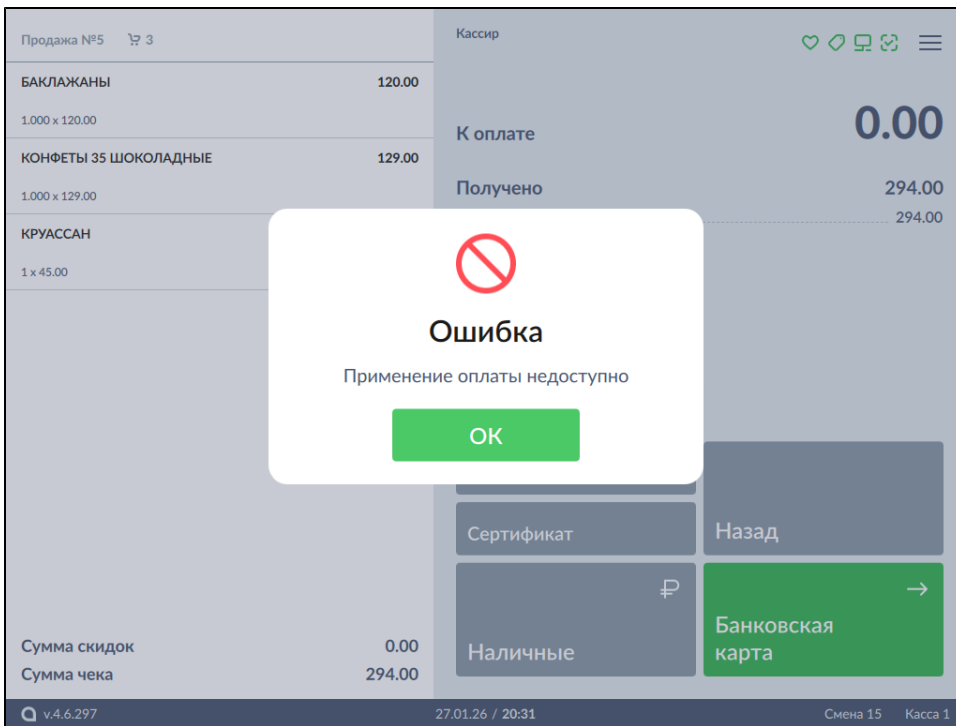 Продажа №5 3
Кассир
БАКЛАЖАНЫ 120.00
1.000 x 120.00
К оплате 0.00
КОНФЕТЫ 35 ШОКОЛАДНЫЕ 129.00
1.000 x 129.00
Получено 294.00
294.00
КРУАССАН
1 x 45.00
Ошибка
Применение оплаты недоступно
ОК
Сертификат
Назад
₽
Наличные
Банковская
карта
Сумма скидок 0.00
Сумма чека 294.00
v.4.6.297 27.01.26 / 20:31 Смена 15 Касса 1